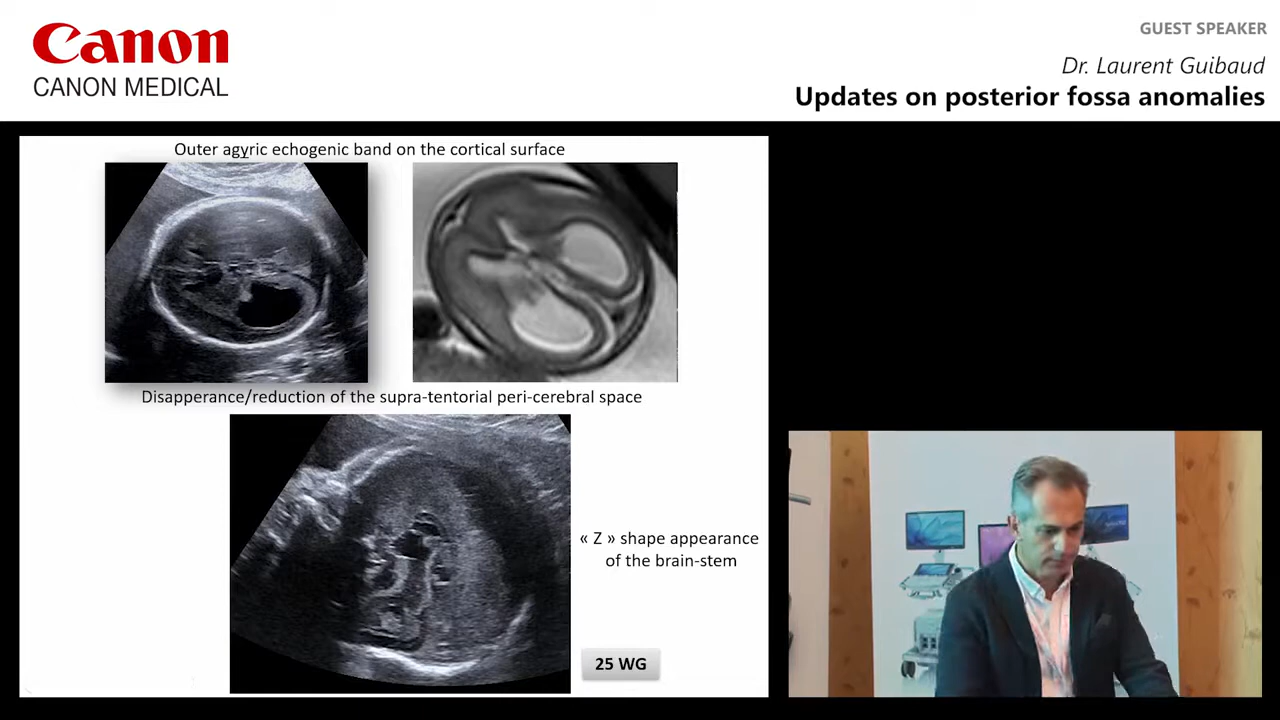 Canon
CANON MEDICAL
GUEST SPEAKER
Dr. Laurent Guibaud
Updates on posterior fossa anomalies
Outer agyric echogenic band on the cortical surface
Disapperance/reduction of the supra-tentorial peri-cerebral space
« Z » shape appearance
of the brain-stem
25 WG